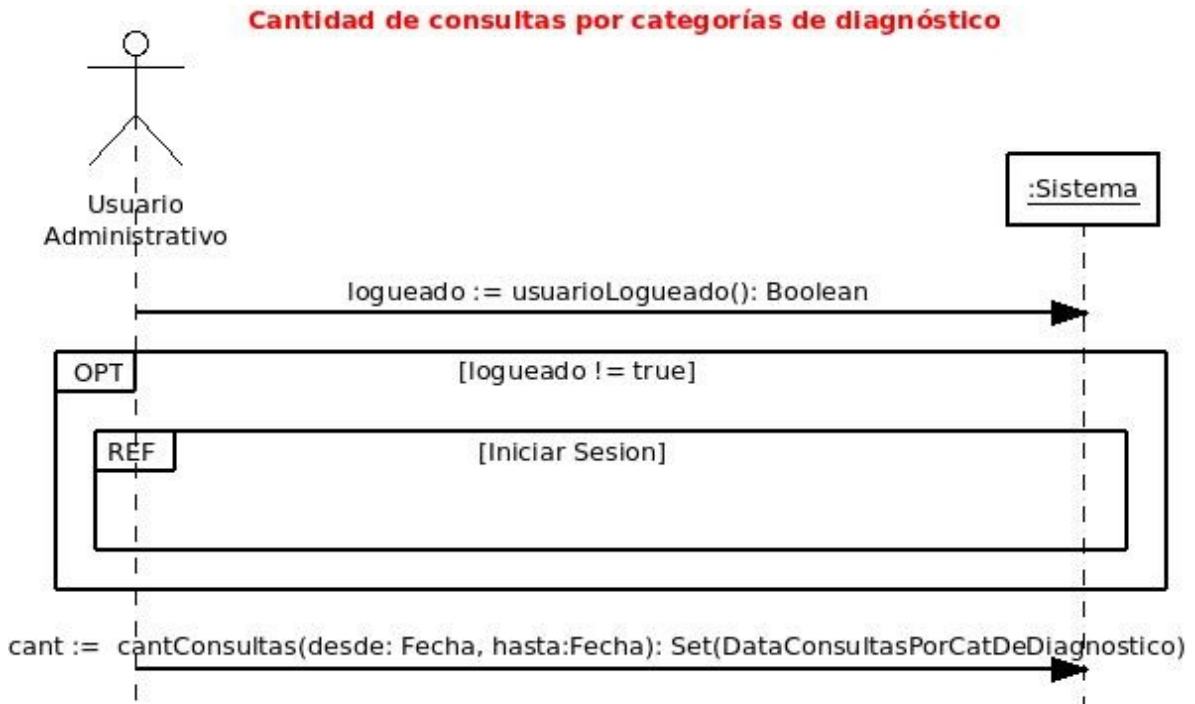 Cantidad de consultas por categorías de diagnóstico
Usuario
Administrativo
:Sistema
logueado := usuarioLogueado(): Boolean
OPT
[logueado != true]
REF
[Iniciar Sesion]
cant := cantConsultas(desde: Fecha, hasta:Fecha): Set(DataConsultasPorCatDeDiagnostico)